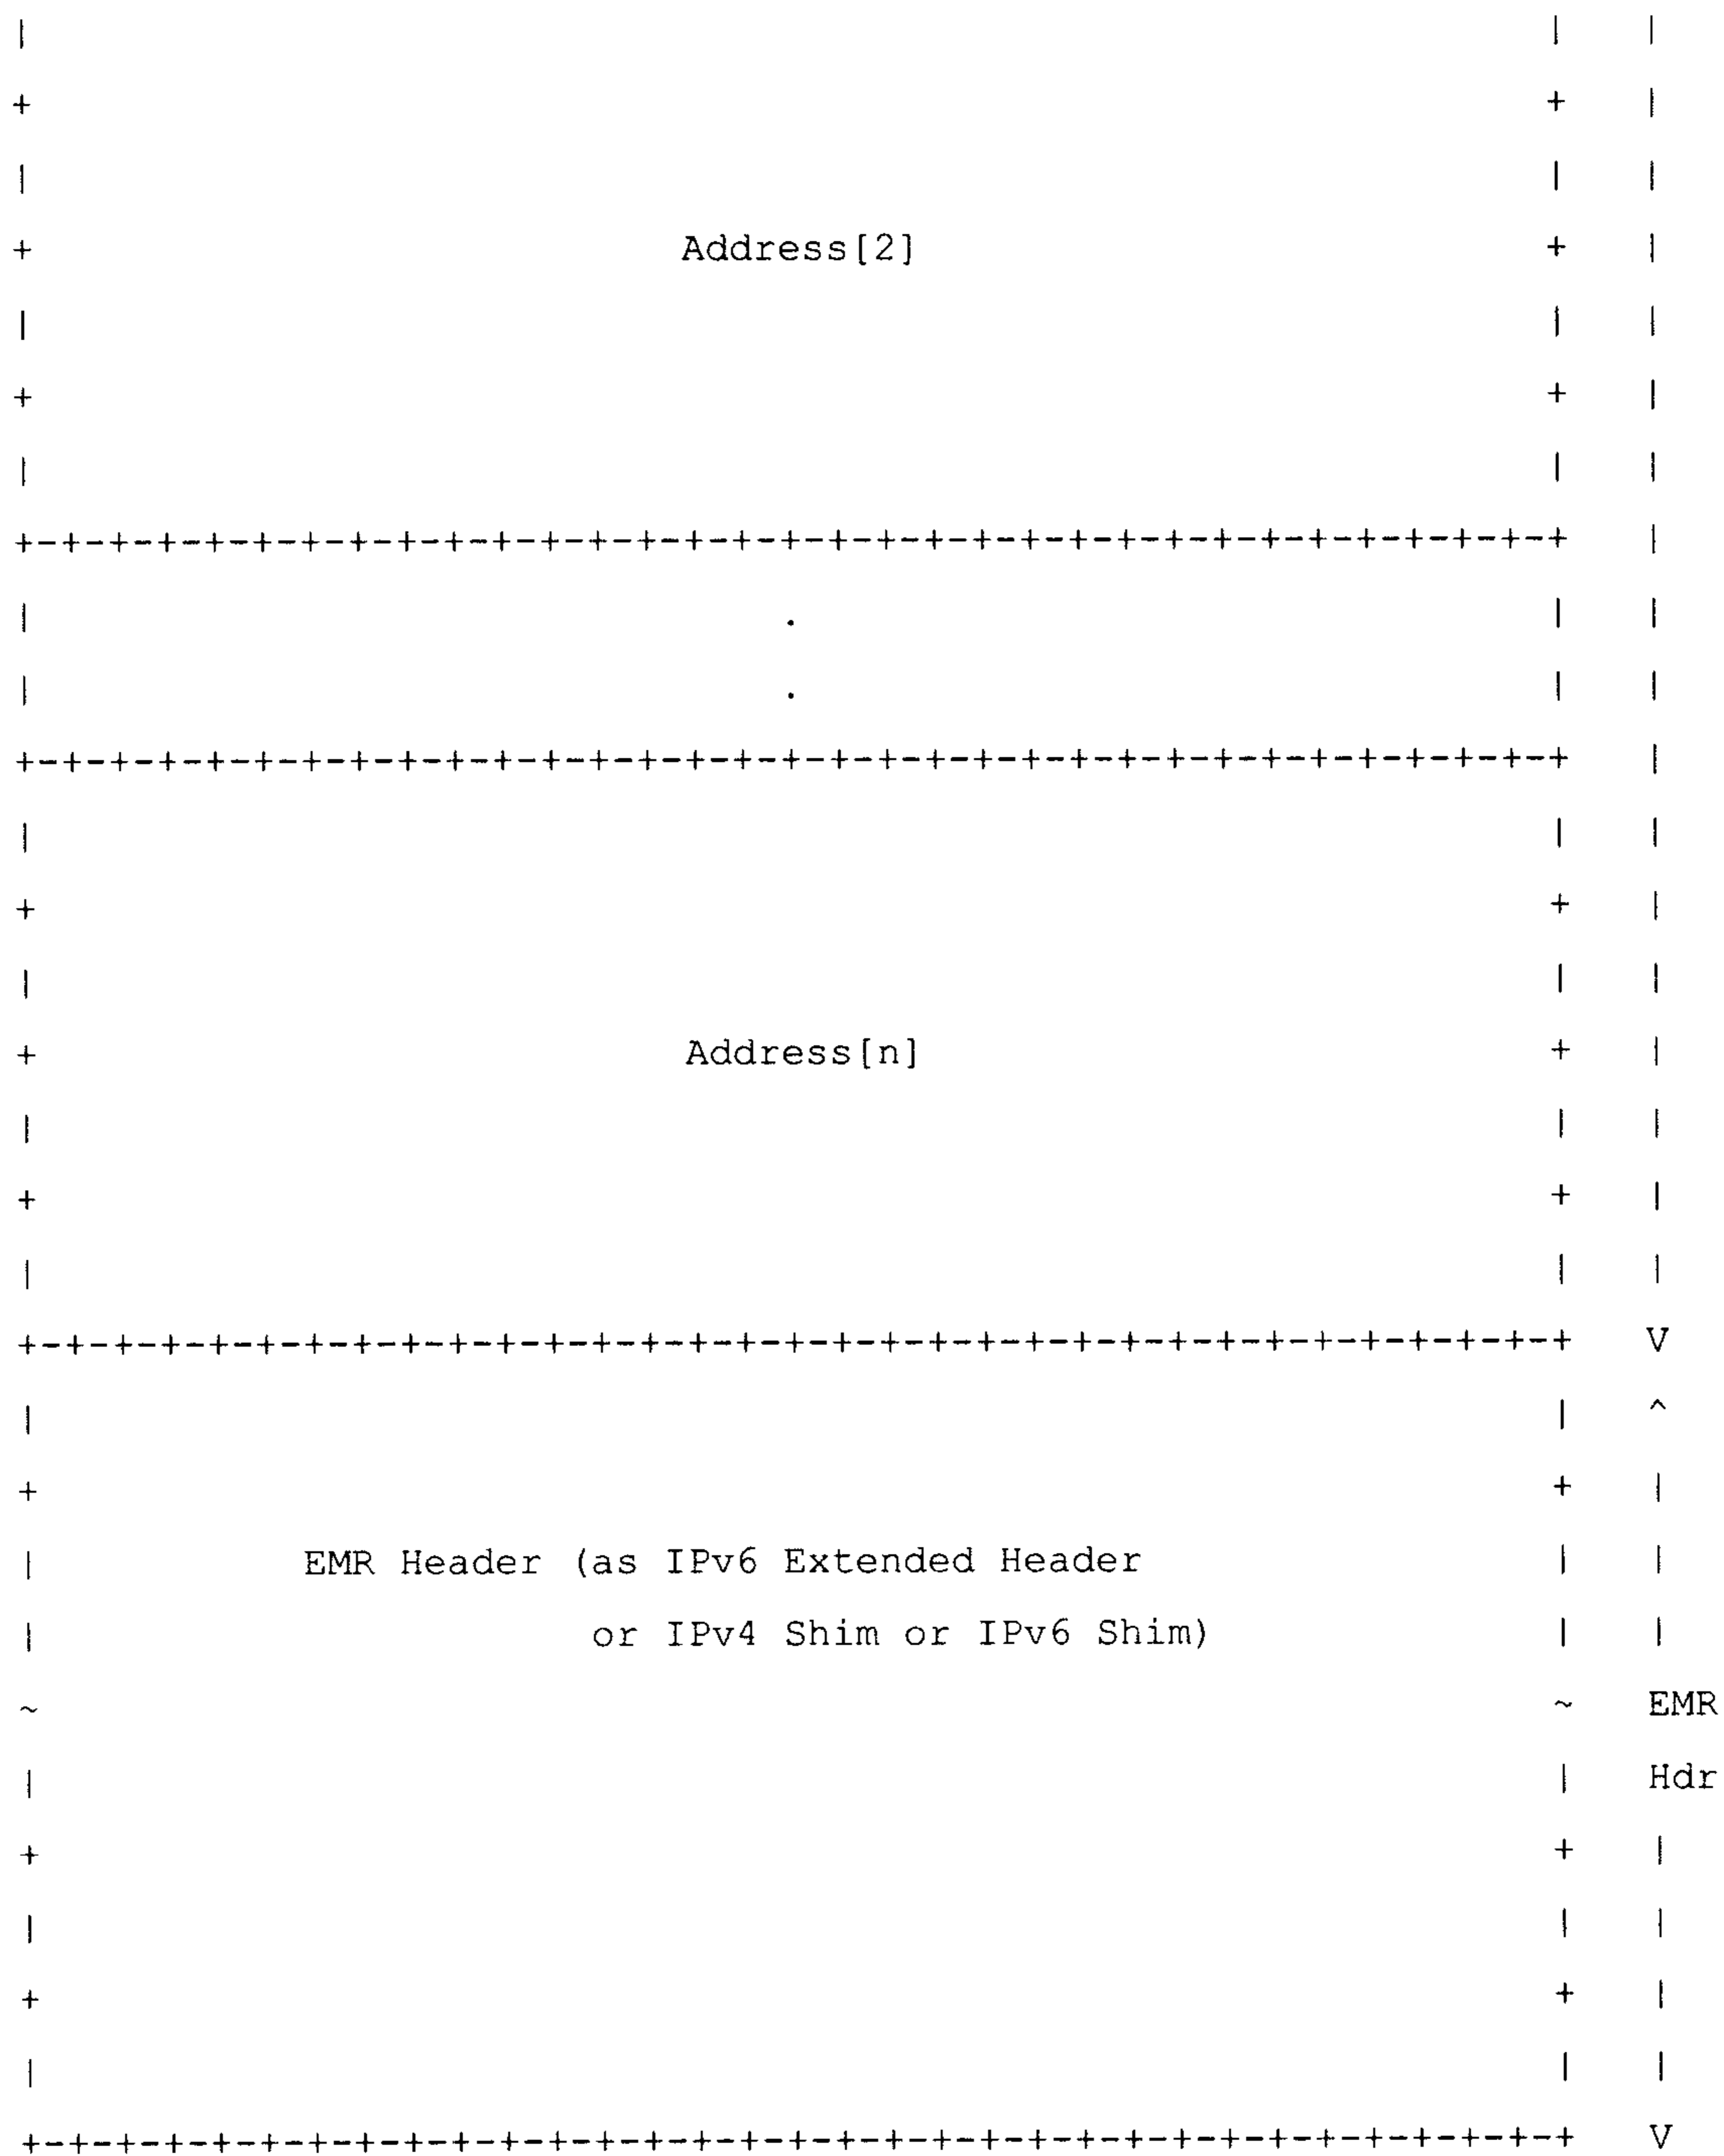 |                                                               |   |
+                                                               +   |
|                                                               |   |
+                           Address[2]                          +   |
|                                                               |   |
+                                                               +   |
|                                                               |   |
+-+-+-+-+-+-+-+-+-+-+-+-+-+-+-+-+-+-+-+-+-+-+-+-+-+-+-+-+-+-+-+-+   |
|                               .                               |   |
|                               .                               |   |
+-+-+-+-+-+-+-+-+-+-+-+-+-+-+-+-+-+-+-+-+-+-+-+-+-+-+-+-+-+-+-+-+   |
|                                                               |   |
+                                                               +   |
|                                                               |   |
+                           Address[n]                          +   |
|                                                               |   |
+                                                               +   |
|                                                               |   |
+-+-+-+-+-+-+-+-+-+-+-+-+-+-+-+-+-+-+-+-+-+-+-+-+-+-+-+-+-+-+-+-+   V
|                                                               |   ^
+                                                               +   |
|           EMR Header (as IPv6 Extended Header                 |   |
|                       or IPv4 Shim or IPv6 Shim)              |   |
~                                                               ~   EMR
|                                                               |   Hdr
+                                                               +   |
|                                                               |   |
+                                                               +   |
|                                                               |   |
+-+-+-+-+-+-+-+-+-+-+-+-+-+-+-+-+-+-+-+-+-+-+-+-+-+-+-+-+-+-+-+-+   V